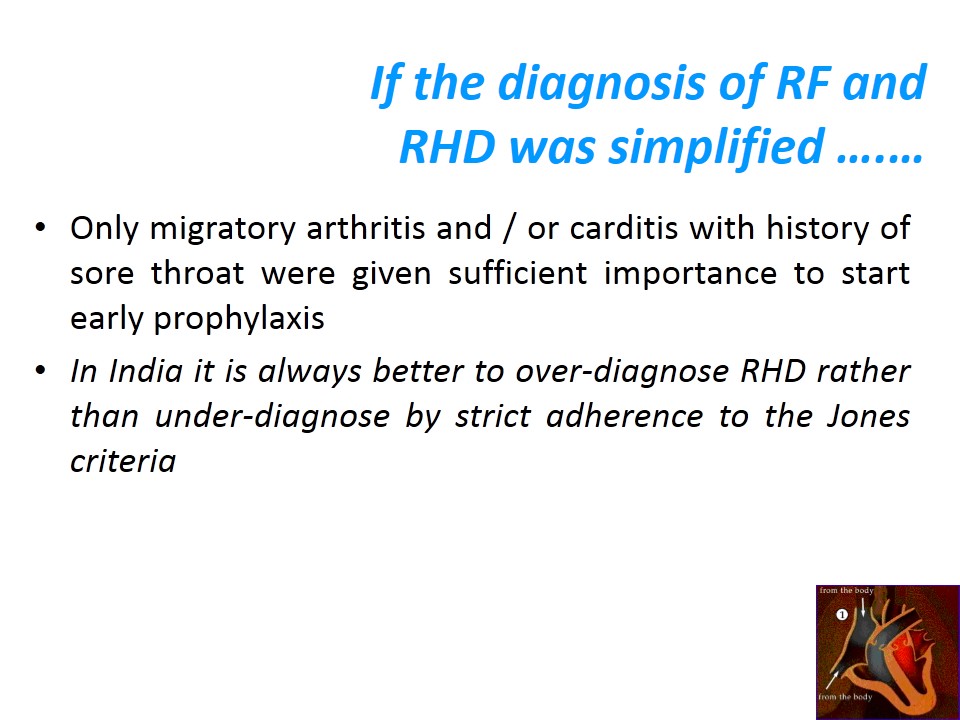 If the diagnosis of RF and
RHD was simplified …….
• Only migratory arthritis and / or carditis with history of
sore throat were given sufficient importance to start
early prophylaxis
• In India it is always better to over-diagnose RHD rather
than under-diagnose by strict adherence to the Jones
criteria
from the body
1
from the body